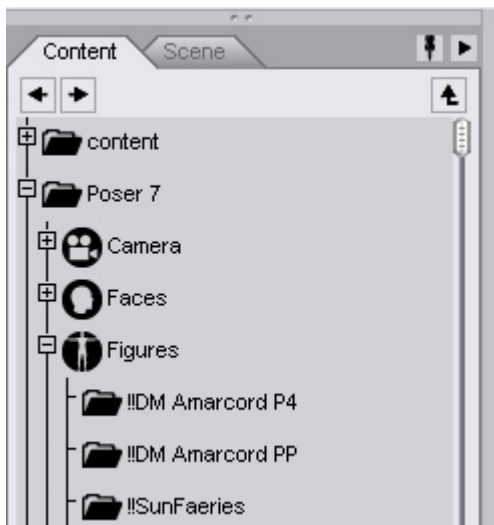 Content Scene
content
Poser 7
Camera
Faces
Figures
!!DM Amarcord P4
!!DM Amarcord PP
!!SunFaeries